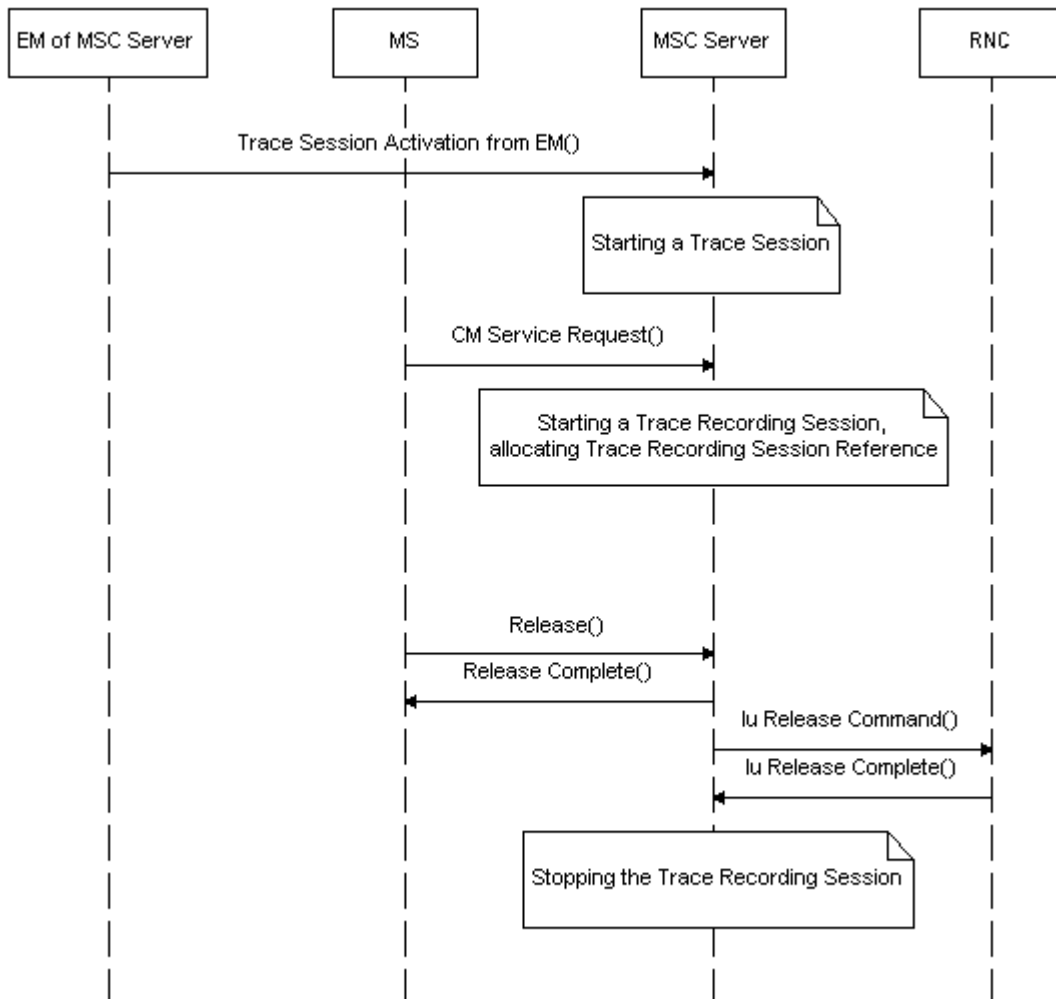 EM of MSC Server
MS
MSC Server
RNC
Trace Session Activation from EM()
Starting a Trace Session
CM Service Request()
Starting a Trace Recording Session,
allocating Trace Recording Session Reference
Release()
Release Complete()
Iu Release Command()
Iu Release Complete()
Stopping the Trace Recording Session